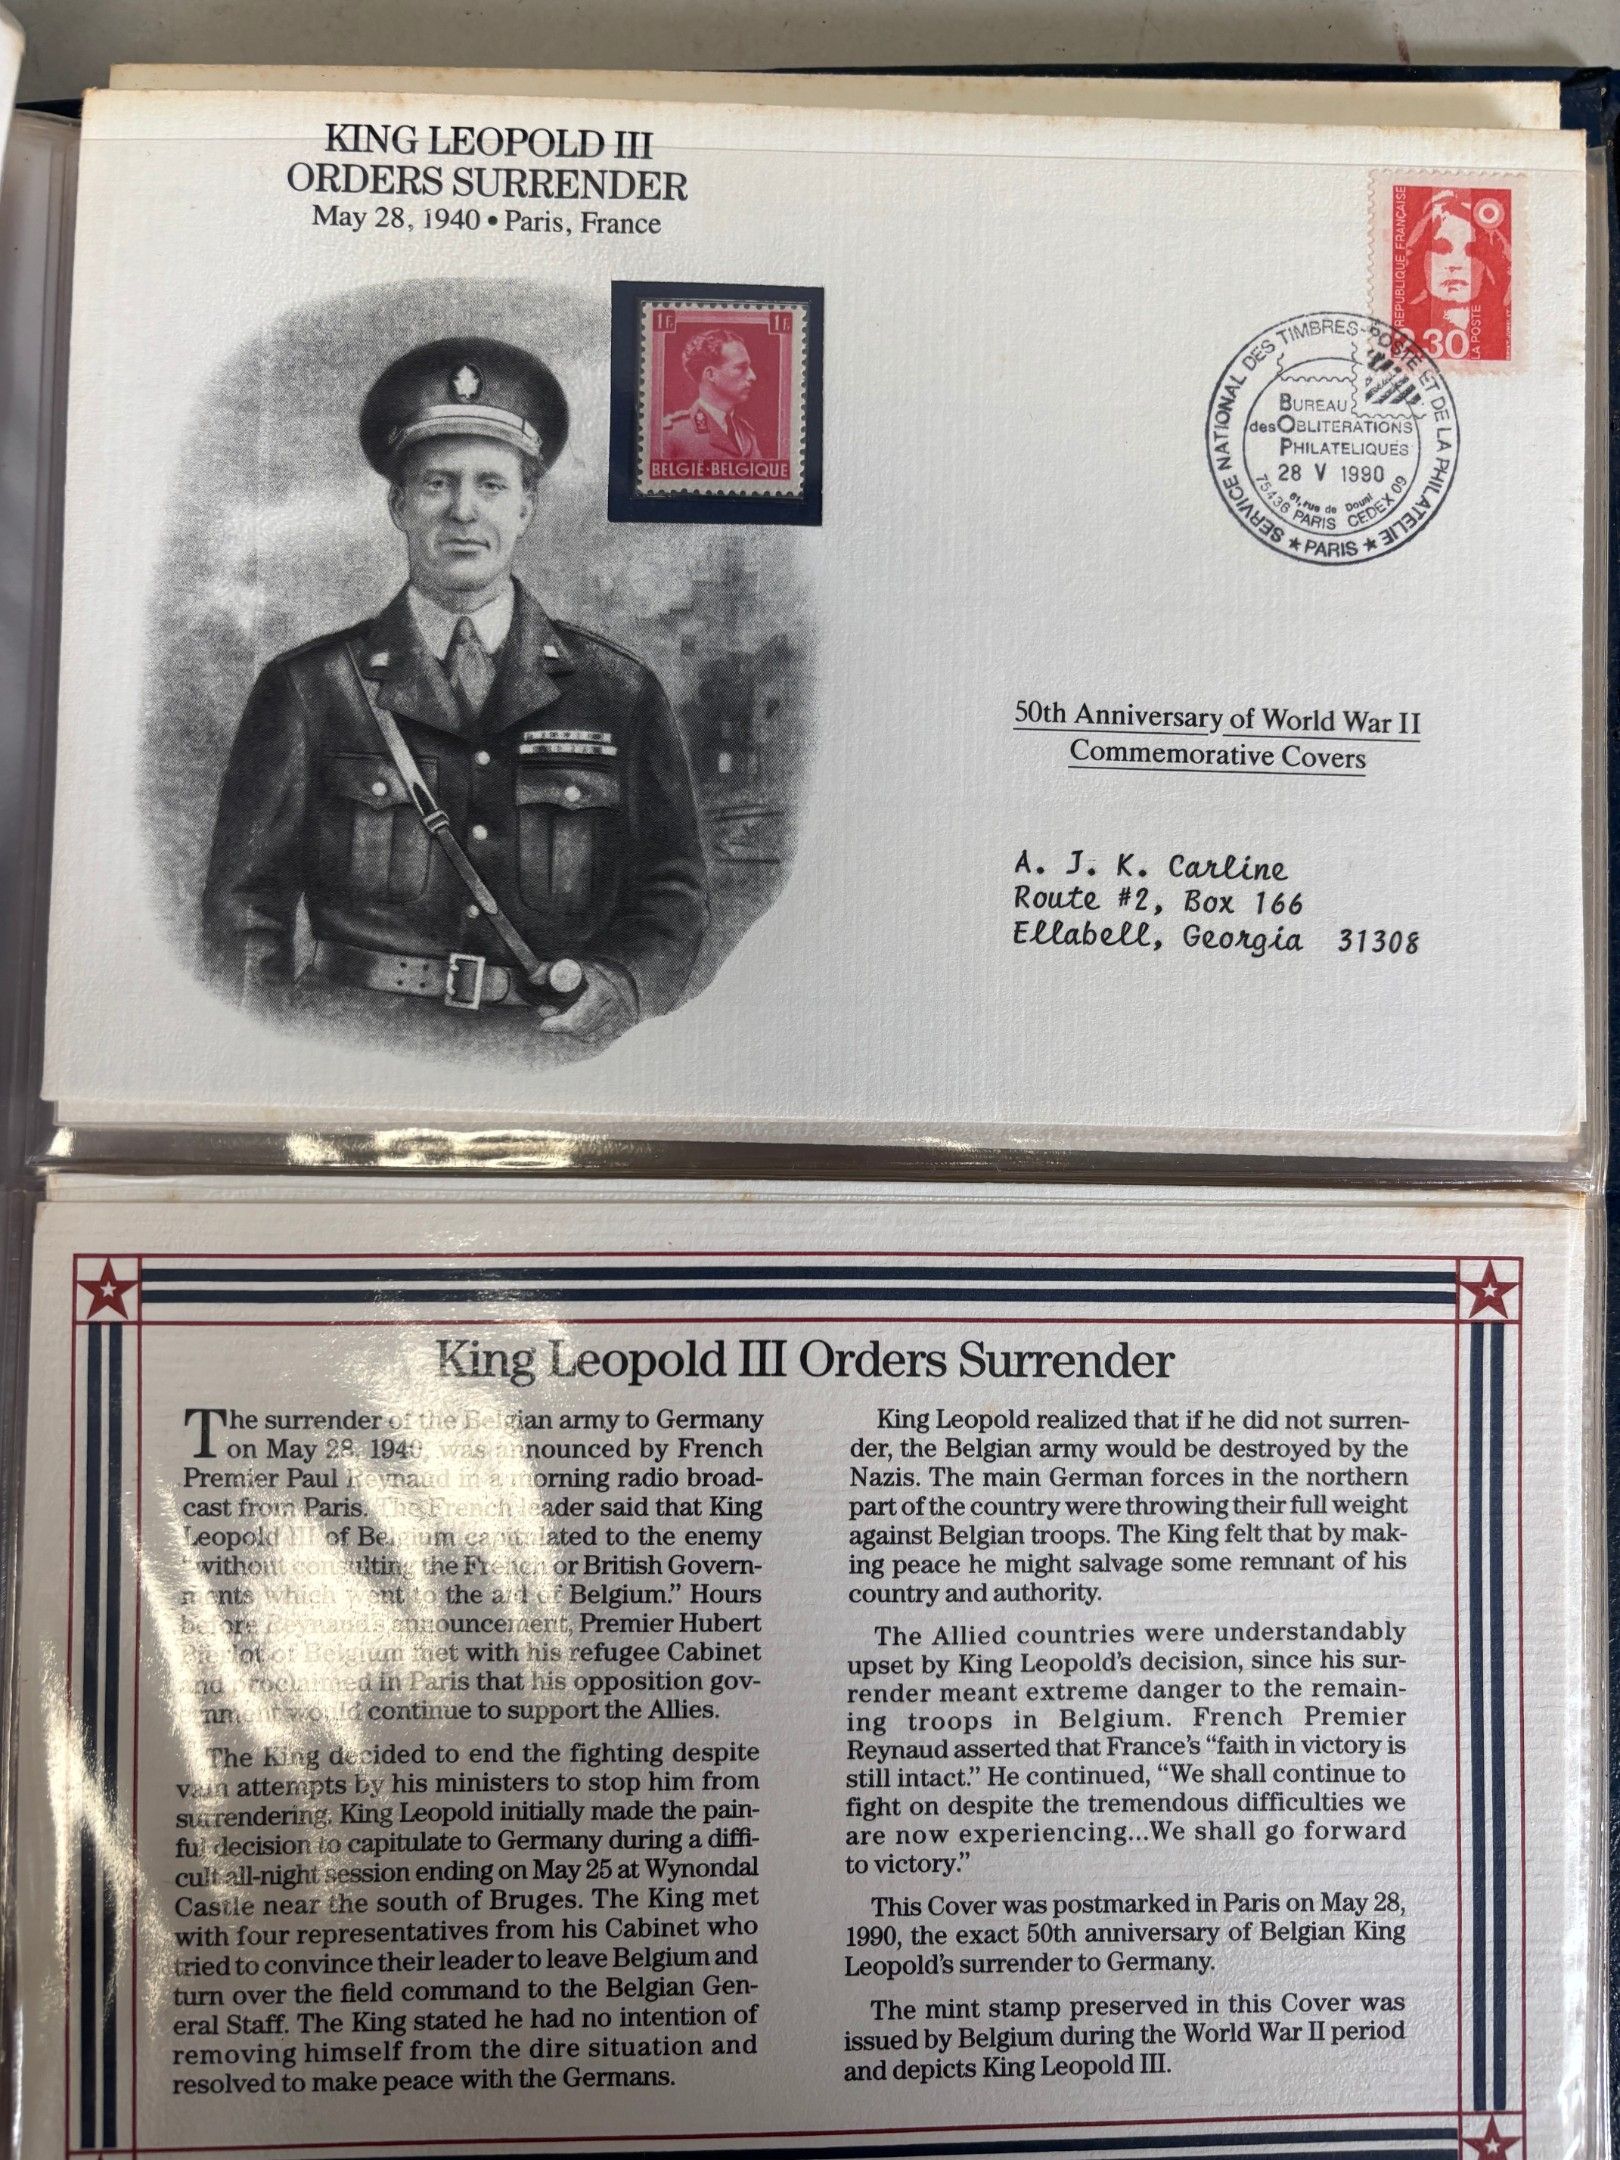 KING LEOPOLD III
ORDERS SURRENDER
May 28, 1940 • Paris, France
1F 1F
BELGIË·BELGIQUE
REPUBLIQUE FRANÇAISE
2.30
LA POSTE
SERVICE NATIONAL DES TIMBRES-POSTE ET DE LA PHILATELIE
★ PARIS ★
BUREAU
des OBLITERATIONS
PHILATELIQUES
28 V 1990
61, rue de Douai
75436 PARIS CEDEX 09
50th Anniversary of World War II
Commemorative Covers
A. J. K. Carline
Route #2, Box 166
Ellabell, Georgia 31308
King Leopold III Orders Surrender
The surrender of the Belgian army to Germany
on May 28, 1940, was announced by French
Premier Paul Reynaud in a morning radio broad-
cast from Paris. The French leader said that King
Leopold III of Belgium capitulated to the enemy
"without consulting the French or British Govern-
ments which went to the aid of Belgium." Hours
before Reynaud's announcement, Premier Hubert
Pierlot of Belgium met with his refugee Cabinet
and proclaimed in Paris that his opposition gov-
ernment would continue to support the Allies.
The King decided to end the fighting despite
vain attempts by his ministers to stop him from
surrendering. King Leopold initially made the pain-
ful decision to capitulate to Germany during a diffi-
cult all-night session ending on May 25 at Wynondal
Castle near the south of Bruges. The King met
with four representatives from his Cabinet who
tried to convince their leader to leave Belgium and
turn over the field command to the Belgian Gen-
eral Staff. The King stated he had no intention of
removing himself from the dire situation and
resolved to make peace with the Germans.
King Leopold realized that if he did not surren-
der, the Belgian army would be destroyed by the
Nazis. The main German forces in the northern
part of the country were throwing their full weight
against Belgian troops. The King felt that by mak-
ing peace he might salvage some remnant of his
country and authority.
The Allied countries were understandably
upset by King Leopold's decision, since his sur-
render meant extreme danger to the remain-
ing troops in Belgium. French Premier
Reynaud asserted that France's "faith in victory is
still intact." He continued, "We shall continue to
fight on despite the tremendous difficulties we
are now experiencing...We shall go forward
to victory."
This Cover was postmarked in Paris on May 28,
1990, the exact 50th anniversary of Belgian King
Leopold's surrender to Germany.
The mint stamp preserved in this Cover was
issued by Belgium during the World War II period
and depicts King Leopold III.